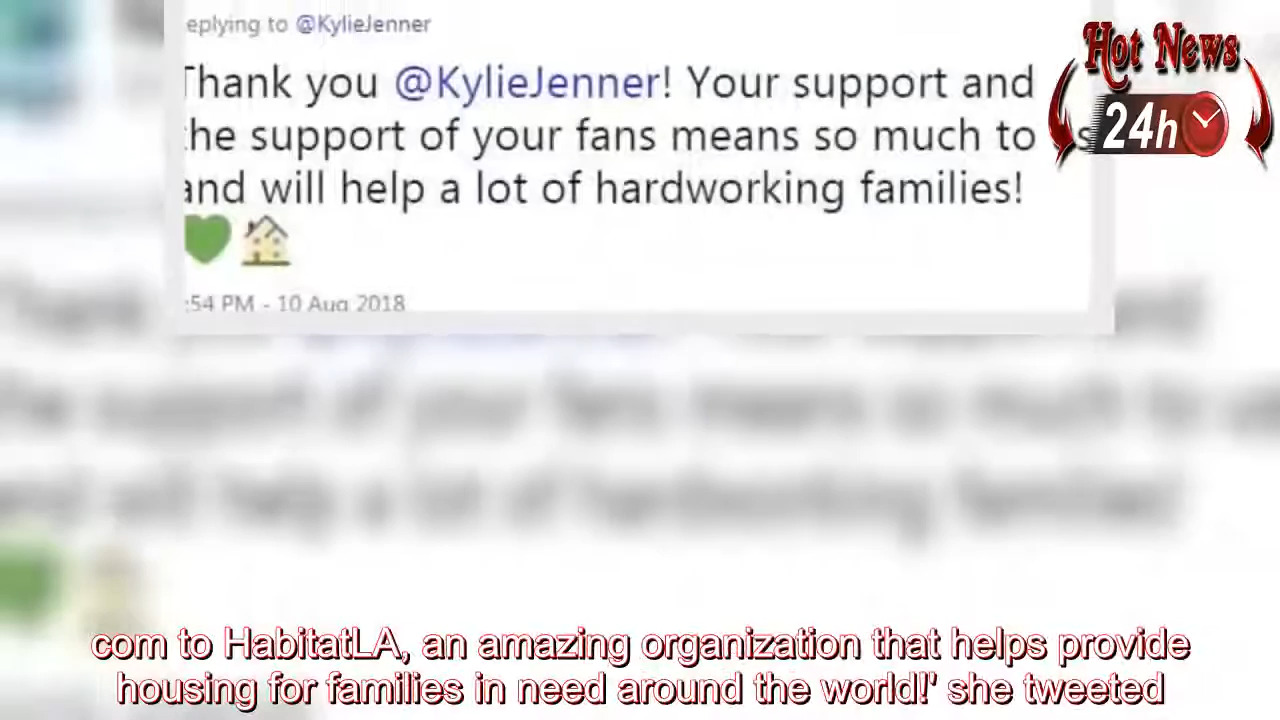 eplying to @KylieJenner
Thank you @KylieJenner! Your support and
the support of your fans means so much to s
and will help a lot of hardworking families!
:54 PM - 10 Aug 2018
Hot News
24h
com to HabitatLA, an amazing organization that helps provide
housing for families in need around the world!' she tweeted